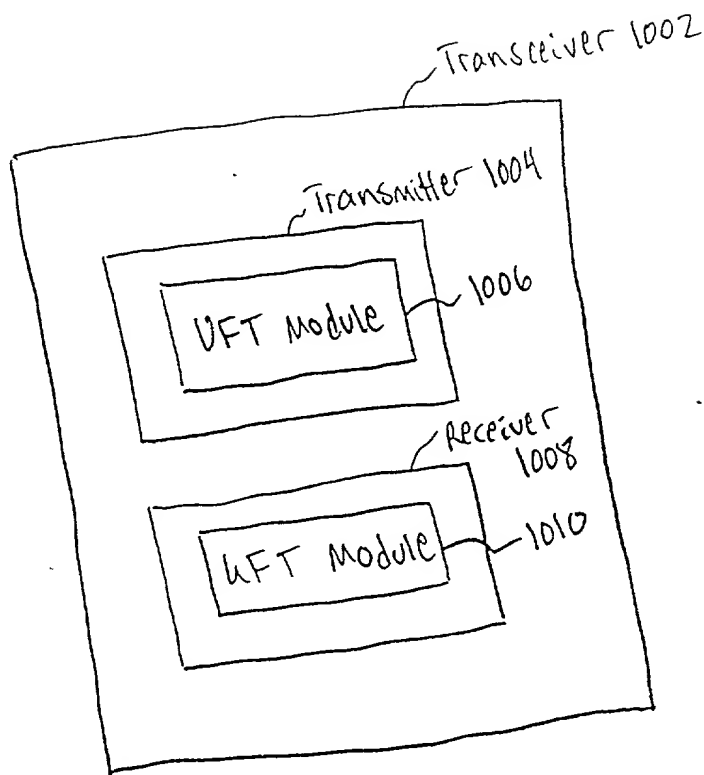 Transceiver 1002
Transmitter 1004
UFT Module
1006
Receiver
1008
UFT Module
1010